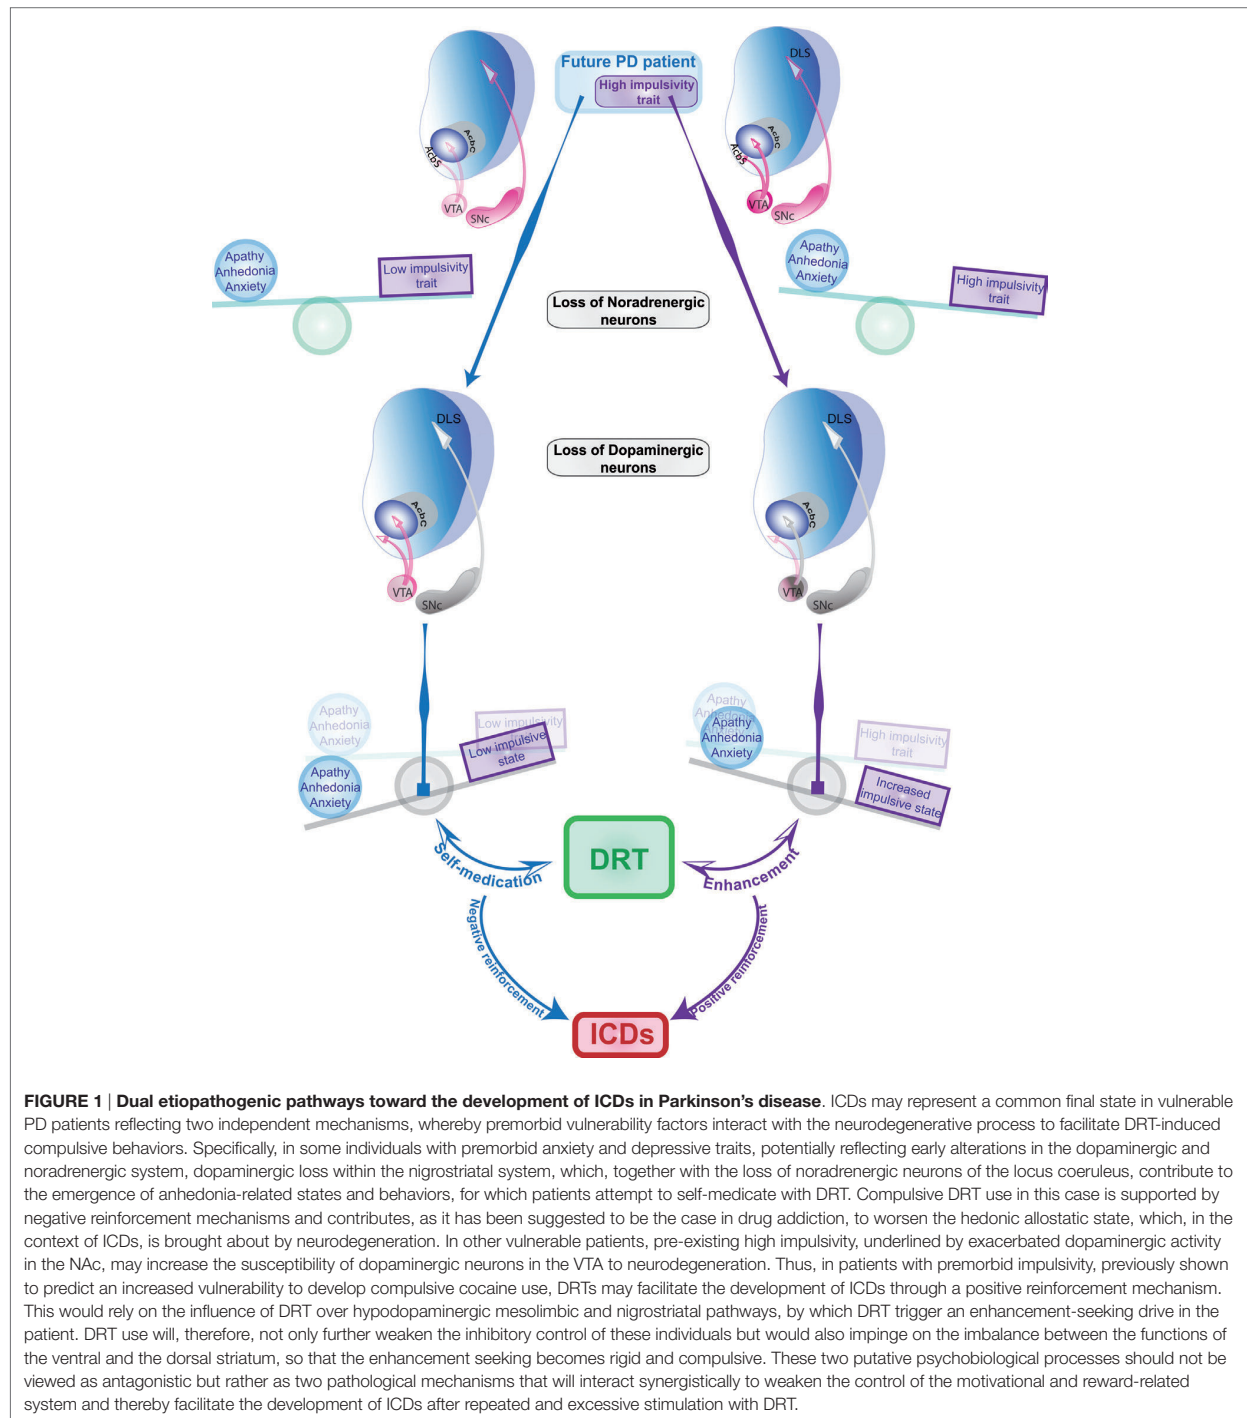 DLS
Future PD patient
High impulsivity
trait
AcbC
AcbS
VTA
SNc
AcbC
AcbS
VTA
SNc
Apathy
Anhedonia
Anxiety
Low impulsivity
trait
Apathy
Anhedonia
Anxiety
High impulsivity
trait
Loss of Noradrenergic
neurons
DLS
AcbC
VTA
SNc
Loss of Dopaminergic
neurons
DLS
AcbC
VTA
SNc
Apathy
Anhedonia
Anxiety
Low impulsivity
Low impulsive
state
Apathy
Anhedonia
Anxiety
Apathy
Anhedonia
Apathy
Anhedonia
Anxiety
High impulsivity
trait
Increased
impulsive state
Self-medication
DRT
Enhancement
Negative reinforcement
Positive reinforcement
ICDs
FIGURE 1 | Dual etiopathogenic pathways toward the development of ICDs in Parkinson's disease. ICDs may represent a common final state in vulnerable
PD patients reflecting two independent mechanisms, whereby premorbid vulnerability factors interact with the neurodegenerative process to facilitate DRT-induced
compulsive behaviors. Specifically, in some individuals with premorbid anxiety and depressive traits, potentially reflecting early alterations in the dopaminergic and
noradrenergic system, dopaminergic loss within the nigrostriatal system, which, together with the loss of noradrenergic neurons of the locus coeruleus, contribute to
the emergence of anhedonia-related states and behaviors, for which patients attempt to self-medicate with DRT. Compulsive DRT use in this case is supported by
negative reinforcement mechanisms and contributes, as it has been suggested to be the case in drug addiction, to worsen the hedonic allostatic state, which, in the
context of ICDs, is brought about by neurodegeneration. In other vulnerable patients, pre-existing high impulsivity, underlined by exacerbated dopaminergic activity
in the NAc, may increase the susceptibility of dopaminergic neurons in the VTA to neurodegeneration. Thus, in patients with premorbid impulsivity, previously shown
to predict an increased vulnerability to develop compulsive cocaine use, DRTs may facilitate the development of ICDs through a positive reinforcement mechanism.
This would rely on the influence of DRT over hypodopaminergic mesolimbic and nigrostriatal pathways, by which DRT trigger an enhancement-seeking drive in the
patient. DRT use will, therefore, not only further weaken the inhibitory control of these individuals but would also impinge on the imbalance between the functions of
the ventral and the dorsal striatum, so that the enhancement seeking becomes rigid and compulsive. These two putative psychobiological processes should not be
viewed as antagonistic but rather as two pathological mechanisms that will interact synergistically to weaken the control of the motivational and reward-related
system and thereby facilitate the development of ICDs after repeated and excessive stimulation with DRT.